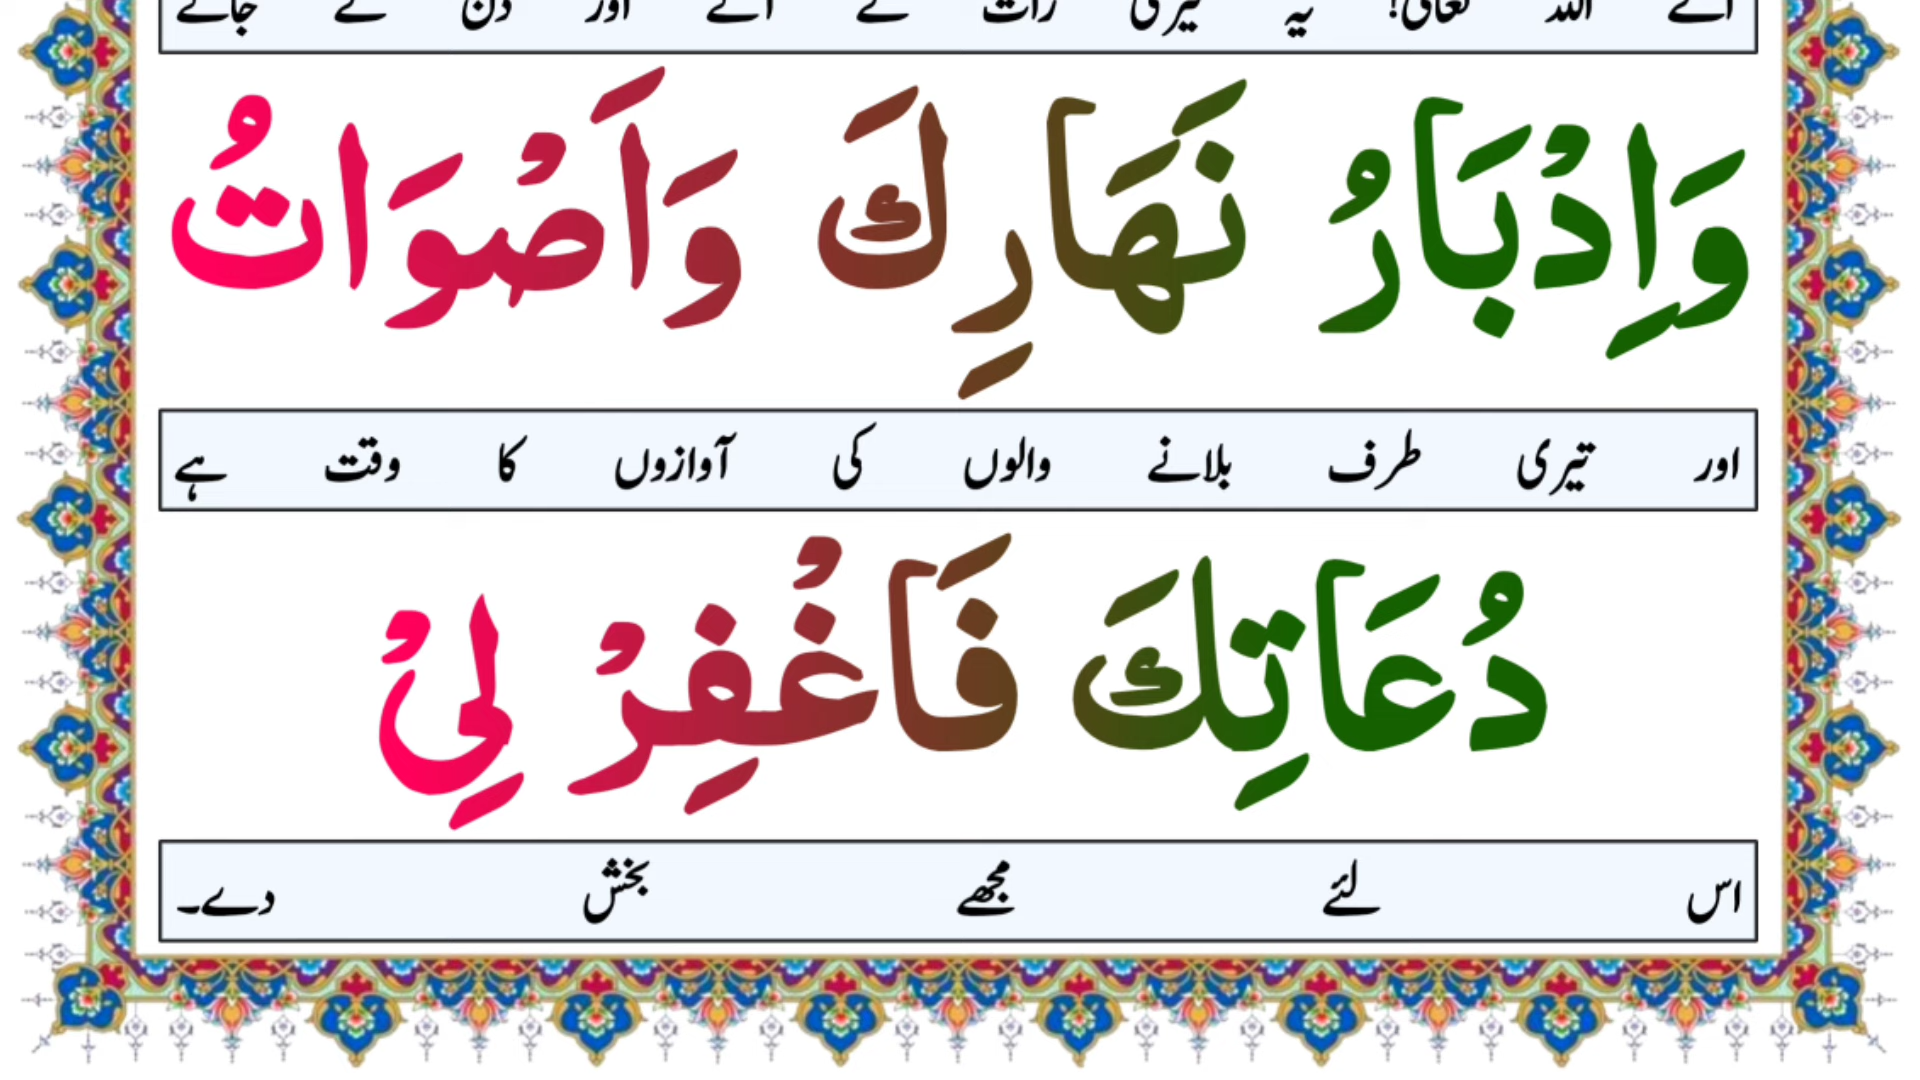 اے اللہ تعالی! یہ تیری رات کے آنے اور دن کے جانے
وَاِدْبَارُ نَهَارِكَ وَاَصْوَاتُ
اور تیری طرف بلانے والوں کی آوازوں کا وقت ہے
دُعَاتِكَ فَاغْفِرْ لِیْ
اس لئے مجھے بخش دے۔